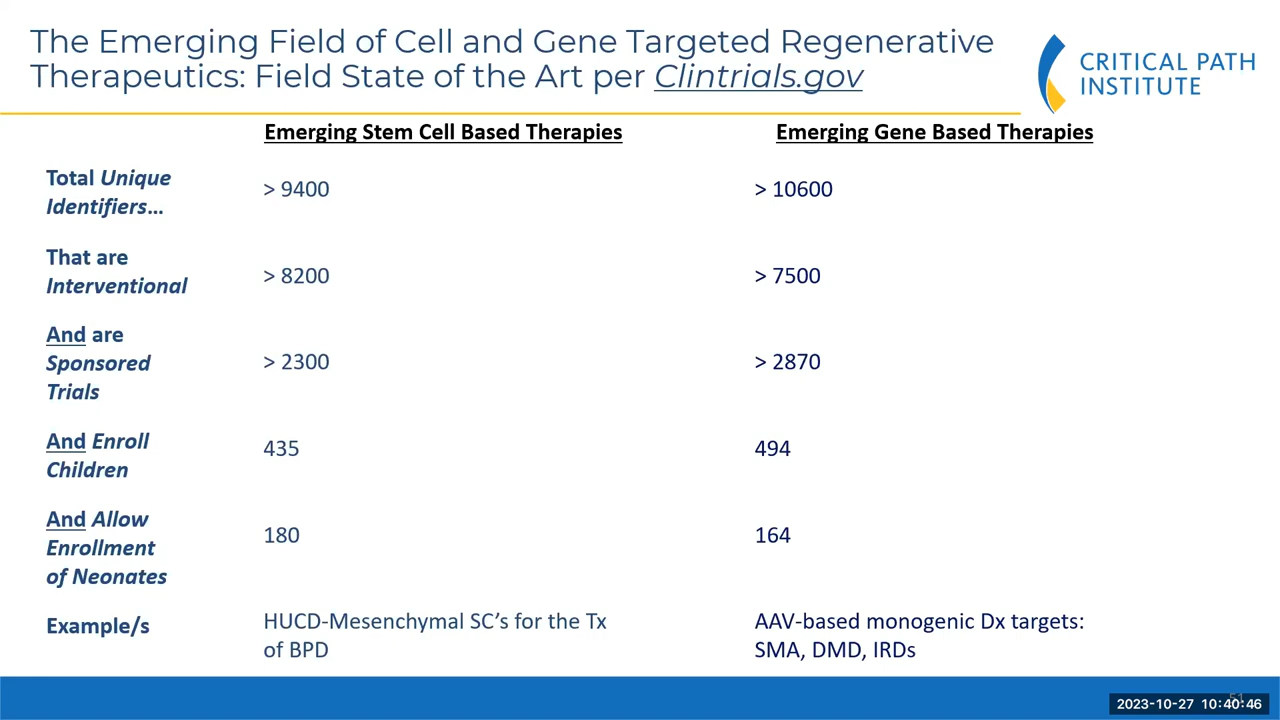 The Emerging Field of Cell and Gene Targeted Regenerative
Therapeutics: Field State of the Art per Clintrials.gov
CRITICAL PATH
INSTITUTE
Emerging Stem Cell Based Therapies
Emerging Gene Based Therapies
Total Unique
Identifiers…
> 9400
> 10600
That are
Interventional
> 8200
> 7500
And are
Sponsored
Trials
> 2300
> 2870
And Enroll
Children
435
494
And Allow
Enrollment
of Neonates
180
164
Example/s
HUCD-Mesenchymal SC's for the Tx
of BPD
AAV-based monogenic Dx targets:
SMA, DMD, IRDs
51
2023-10-27 10:40:46